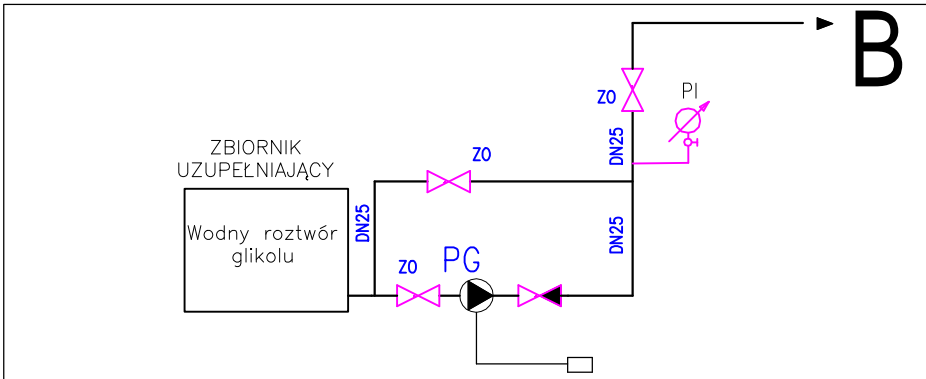 B
ZO
PI
DN25
ZBIORNIK
UZUPEŁNIAJĄCY
ZO
Wodny roztwór
glikolu
DN25
DN25
ZO
PG